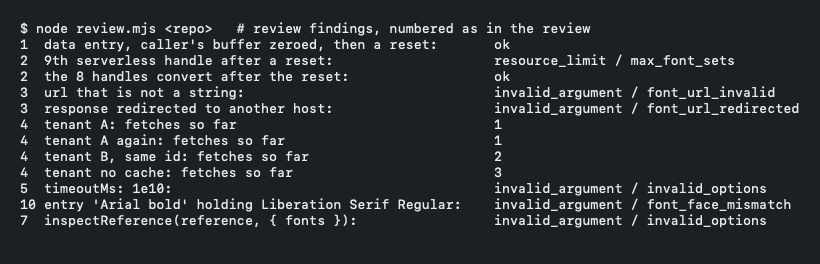 $ node review.mjs <repo>   # review findings, numbered as in the review
1  data entry, caller's buffer zeroed, then a reset:       ok
2  9th serverless handle after a reset:                    resource_limit / max_font_sets
2  the 8 handles convert after the reset:                  ok
3  url that is not a string:                               invalid_argument / font_url_invalid
3  response redirected to another host:                    invalid_argument / font_url_redirected
4  tenant A: fetches so far                                1
4  tenant A again: fetches so far                          1
4  tenant B, same id: fetches so far                       2
4  tenant no cache: fetches so far                         3
5  timeoutMs: 1e10:                                        invalid_argument / invalid_options
10 entry 'Arial bold' holding Liberation Serif Regular:    invalid_argument / font_face_mismatch
7  inspectReference(reference, { fonts }):                 invalid_argument / invalid_options